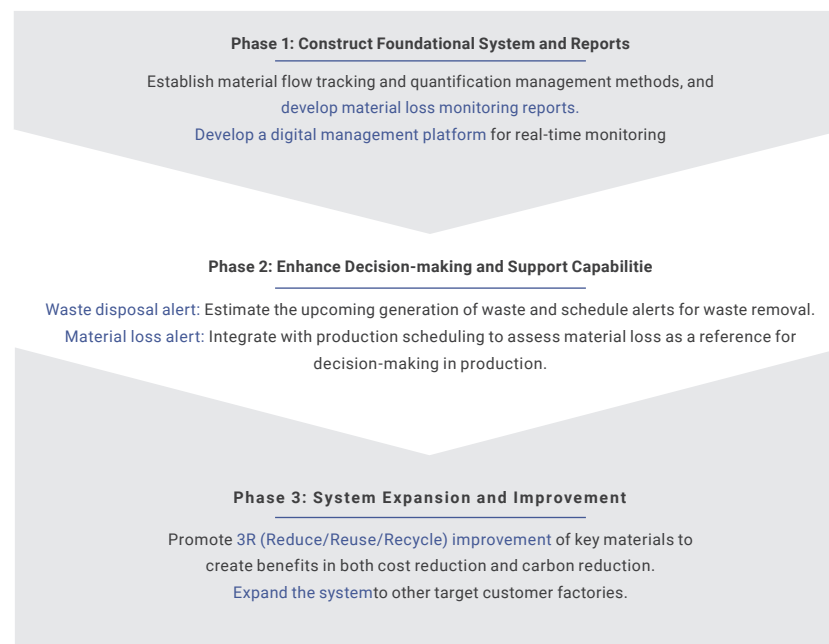 Phase 1: Construct Foundational System and Reports
Establish material flow tracking and quantification management methods, and
develop material loss monitoring reports.
Develop a digital management platform for real-time monitoring
Phase 2: Enhance Decision-making and Support Capabilitie
Waste disposal alert: Estimate the upcoming generation of waste and schedule alerts for waste removal.
Material loss alert: Integrate with production scheduling to assess material loss as a reference for
decision-making in production.
Phase 3: System Expansion and Improvement
Promote 3R (Reduce/Reuse/Recycle) improvement of key materials to
create benefits in both cost reduction and carbon reduction.
Expand the systemto other target customer factories.